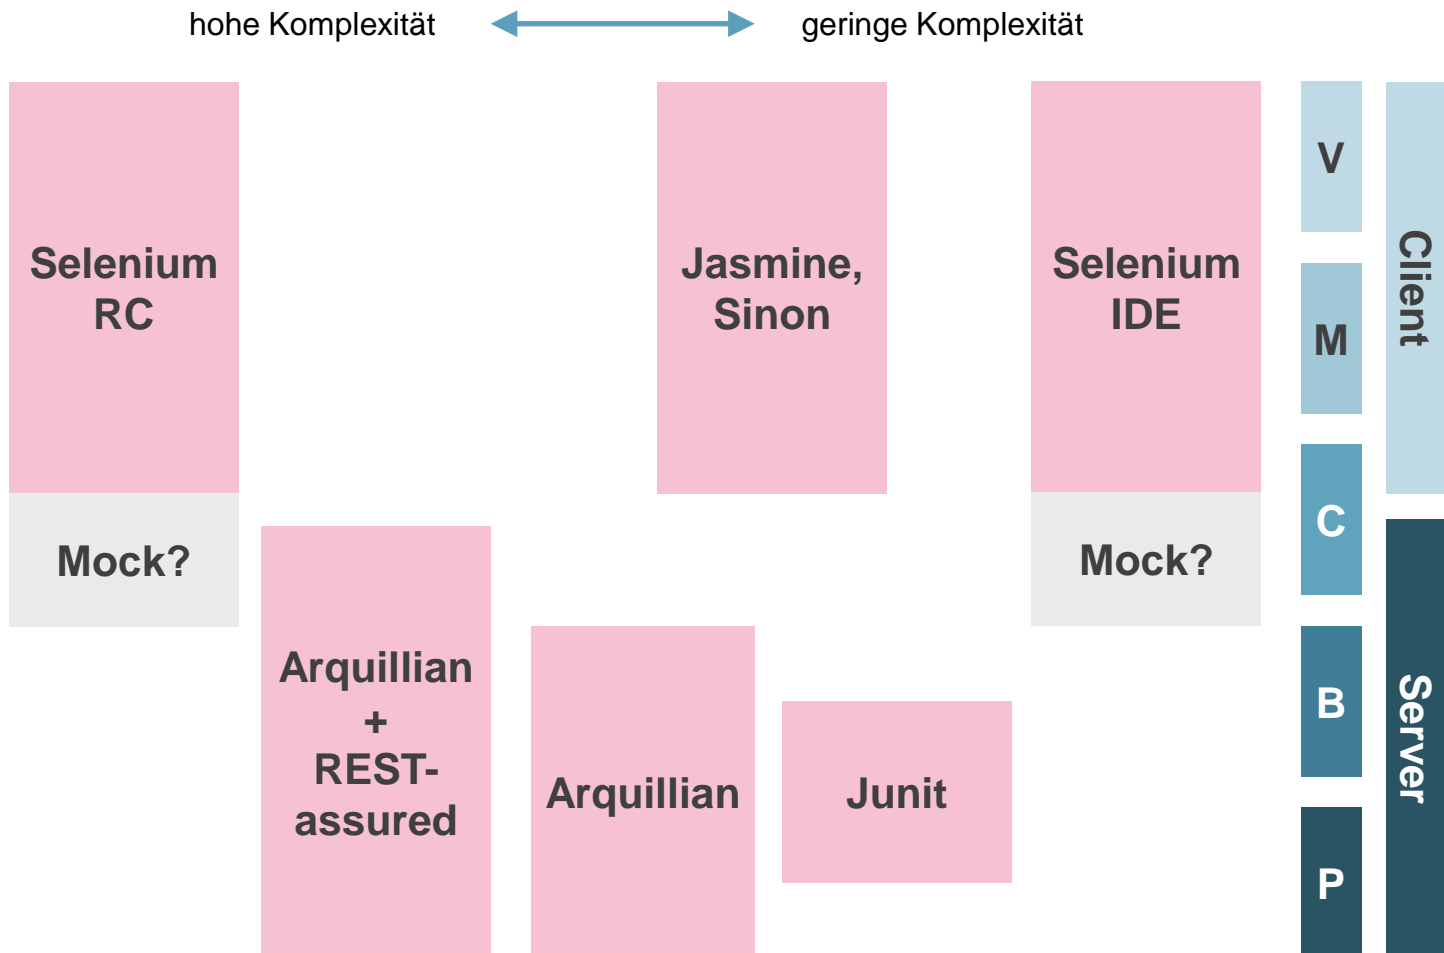 hohe Komplexität
geringe Komplexität
Selenium
RC
Mock?
Arquillian
+
REST-
assured
Arquillian
Jasmine,
Sinon
Junit
Selenium
IDE
Mock?
V
M
C
B
P
Client
Server